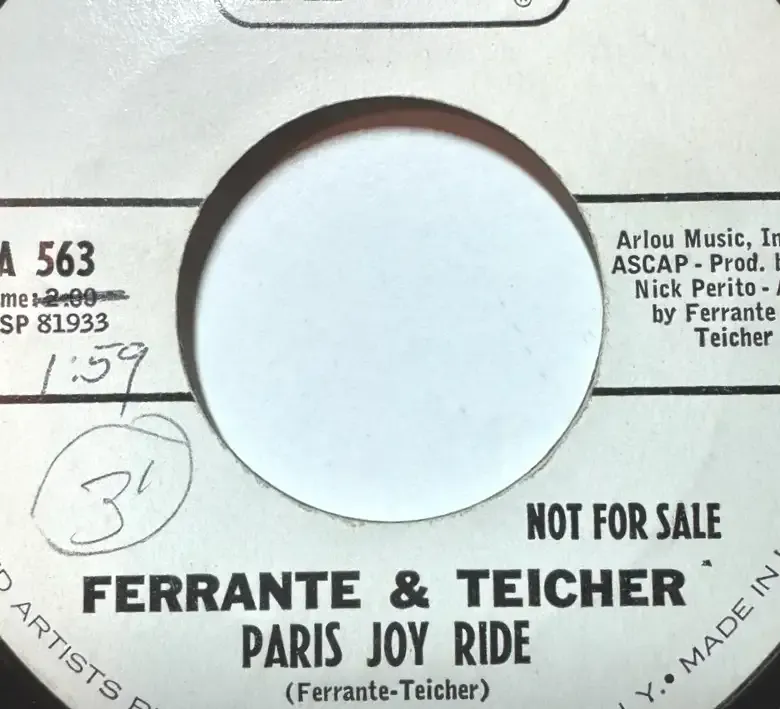 A 563
me: 2:00
SP 81933
1:59
3'
Arlou Music, In
ASCAP - Prod. b
Nick Perito - A
by Ferrante
Teicher
NOT FOR SALE
FERRANTE & TEICHER
PARIS JOY RIDE
(Ferrante-Teicher)
D ARTISTS
N.Y. • MADE IN